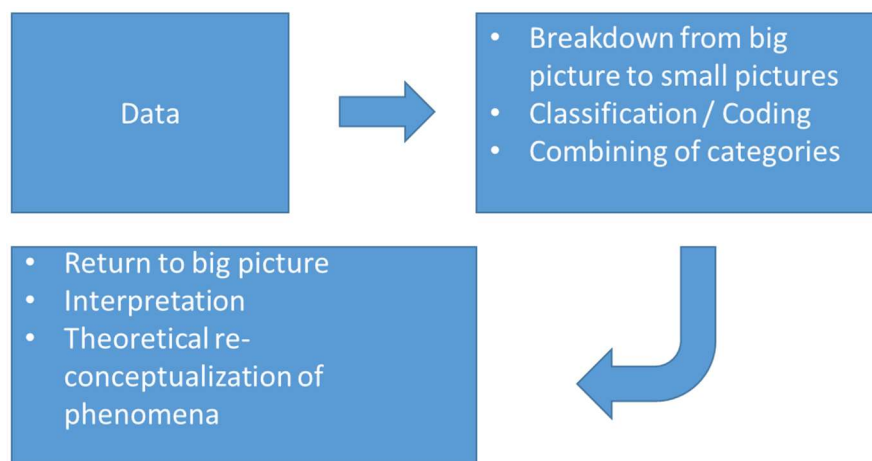 Data
• Breakdown from big
picture to small pictures
• Classification / Coding
• Combining of categories
• Return to big picture
• Interpretation
• Theoretical re-
conceptualization of
phenomena